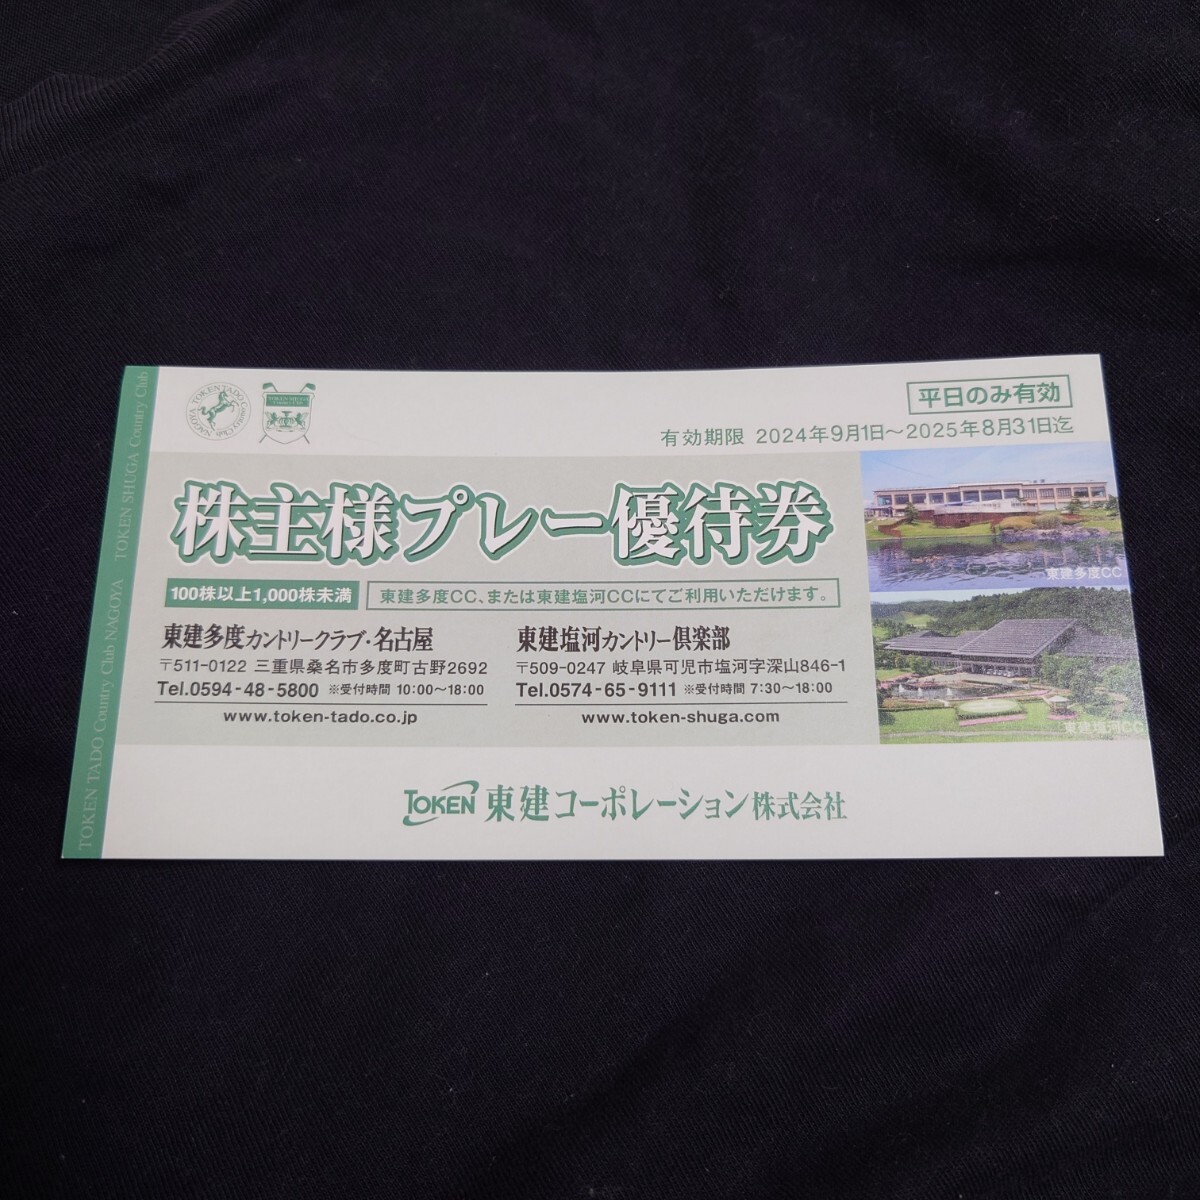 平日のみ有効
有効期限 2024年9月1日～2025年8月31日迄
TOKEN TADO Country Club NAGOYA
TOKEN SHUGA Country Club
株主様プレー優待券
100株以上1,000株未満
東建多度CC、または東建塩河CCにてご利用いただけます。
東建多度カントリークラブ・名古屋
〒511-0122 三重県桑名市多度町古野2692
Tel.0594-48-5800 ※受付時間 10:00～18:00
www.token-tado.co.jp
東建塩河カントリー倶楽部
〒509-0247 岐阜県可児市塩河字深山846-1
Tel.0574-65-9111 ※受付時間 7:30～18:00
www.token-shuga.com
東建多度CC
東建塩河CC
TOKEN 東建コーポレーション株式会社
TOKEN TADO Country Club NAGOYA TOKEN SHUGA Country Club